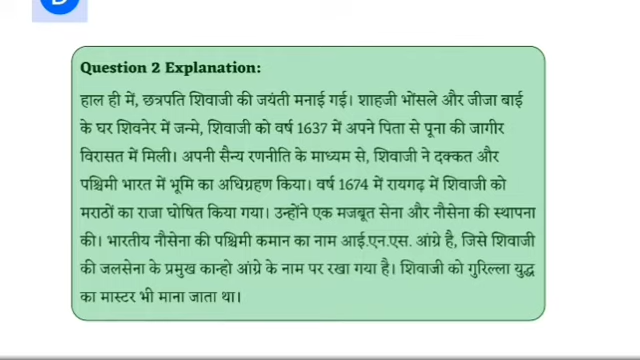 Question 2 Explanation:
हाल ही में, छत्रपति शिवाजी की जयंती मनाई गई। शाहजी भोंसले और जीजा बाई
के घर शिवनेर में जन्मे, शिवाजी को वर्ष 1637 में अपने पिता से पूना की जागीर
विरासत में मिली। अपनी सैन्य रणनीति के माध्यम से, शिवाजी ने दक्कत और
पश्चिमी भारत में भूमि का अधिग्रहण किया। वर्ष 1674 में रायगढ़ में शिवाजी को
मराठों का राजा घोषित किया गया। उन्होंने एक मजबूत सेना और नौसेना की स्थापना
की। भारतीय नौसेना की पश्चिमी कमान का नाम आई.एन.एस. आंग्रे है, जिसे शिवाजी
की जलसेना के प्रमुख कान्हो आंग्रे के नाम पर रखा गया है। शिवाजी को गुरिल्ला युद्ध
का मास्टर भी माना जाता था।